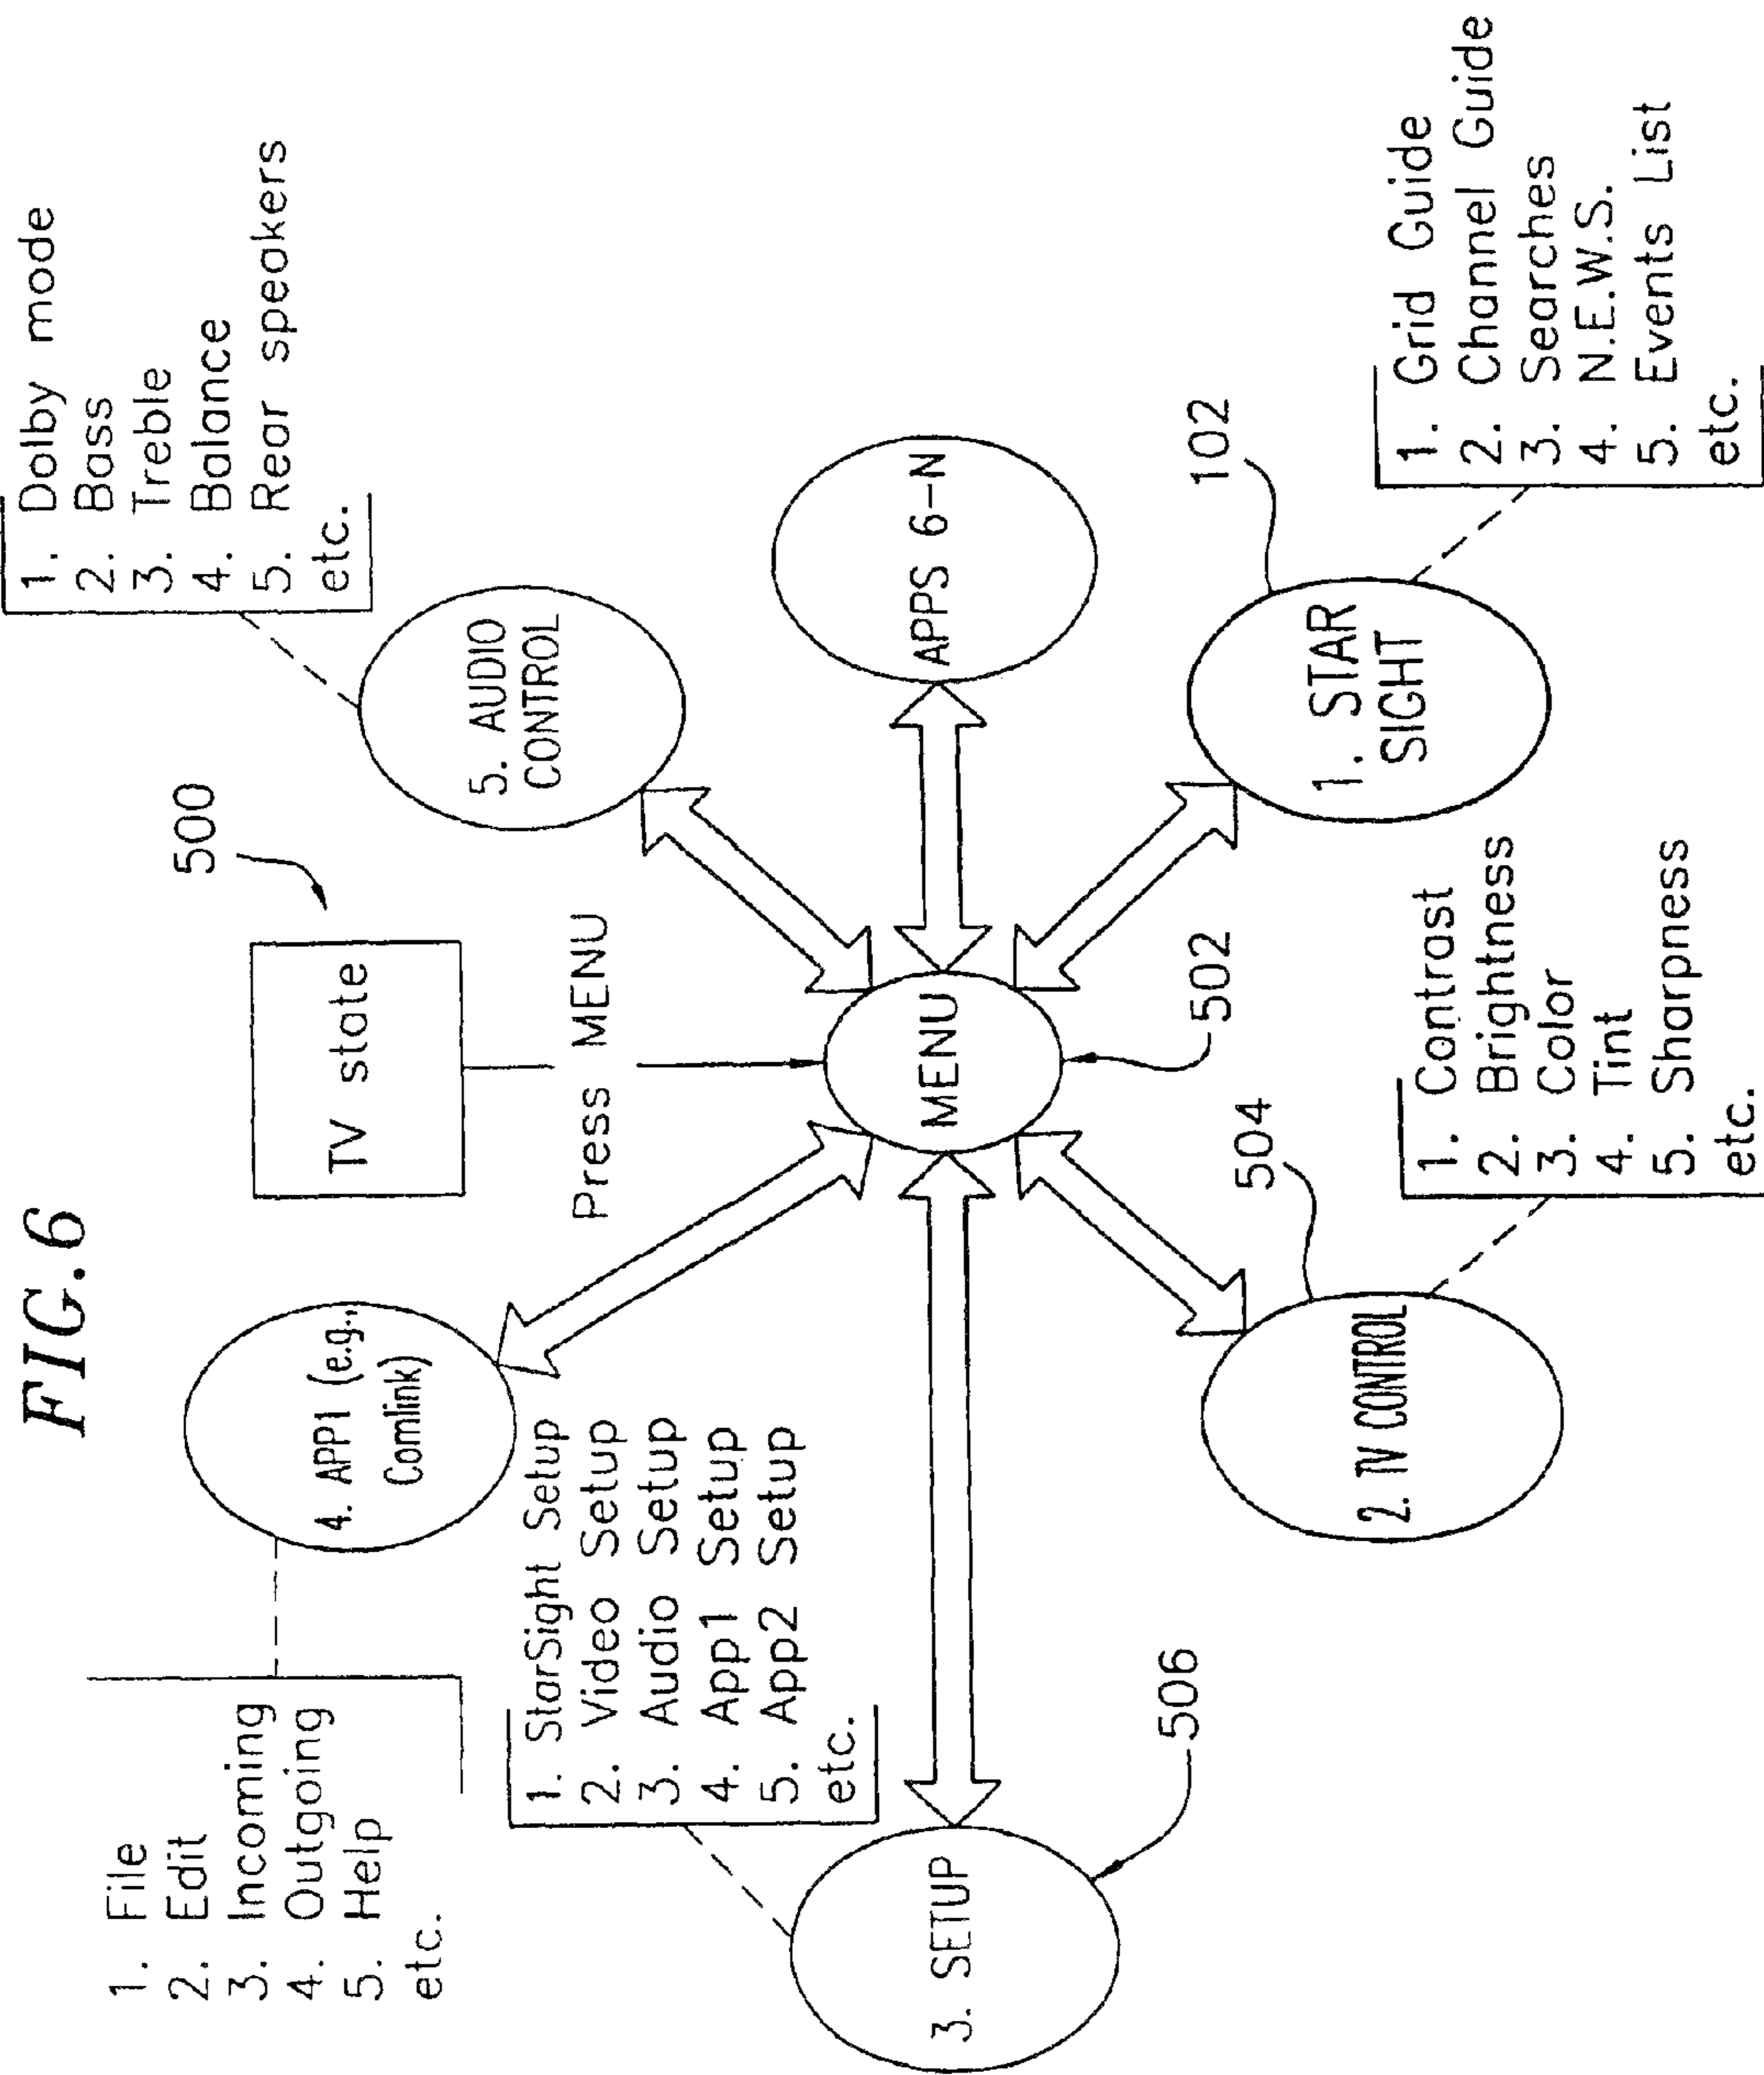 FIG.6
TV state
500
Press MENU
MENU
502
1. File
2. Edit
3. Incoming
4. Outgoing
5. Help
etc.
4. APP1 (e.g.,
Comlink)
1. Dolby mode
2. Bass
3. Treble
4. Balance
5. Rear speakers
etc.
5. AUDIO
CONTROL
1. StarSight Setup
2. Video Setup
3. Audio Setup
4. App1 Setup
5. App2 Setup
etc.
3. SETUP
506
APPS 6-N
504
2. TV CONTROL
1. Contrast
2. Brightness
3. Color
4. Tint
5. Sharpness
etc.
102
1. STAR
SIGHT
1. Grid Guide
2. Channel Guide
3. Searches
4. N.E.W.S.
5. Events List
etc.